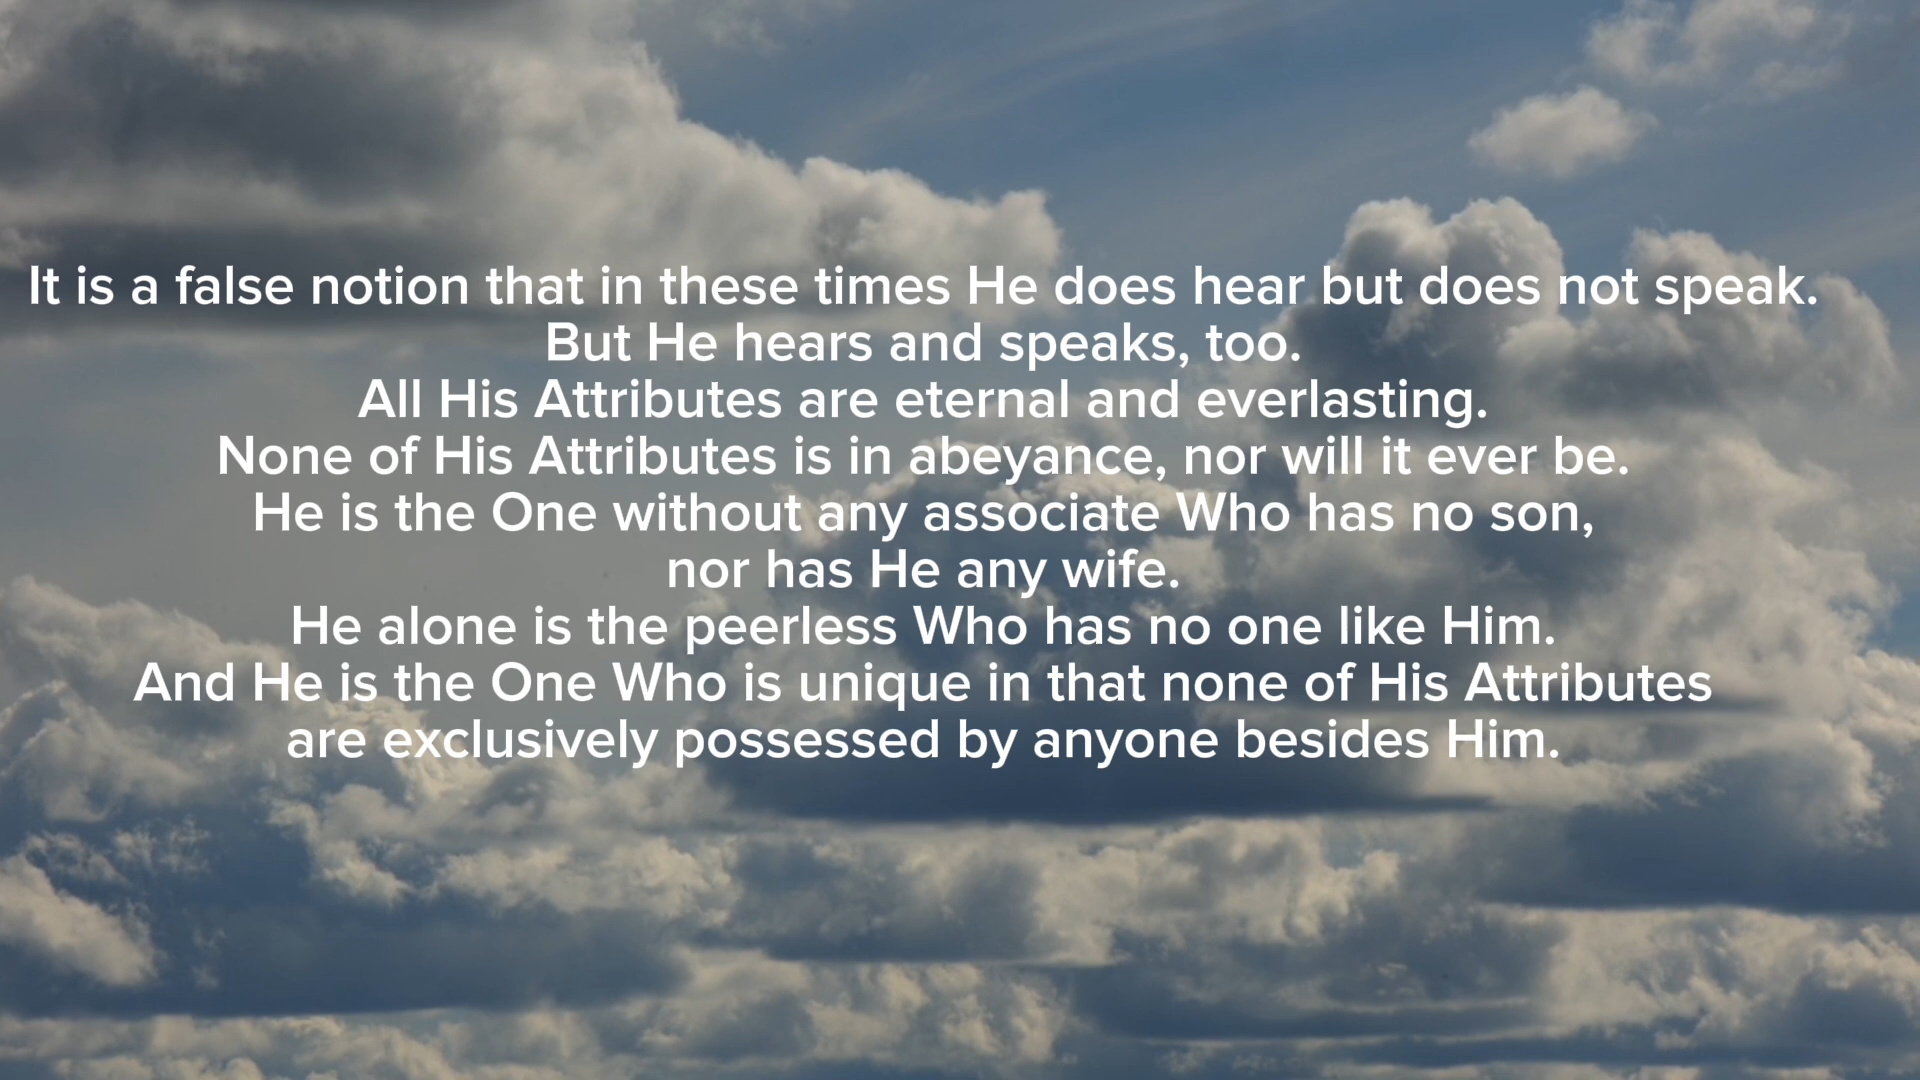 It is a false notion that in these times He does hear but does not speak.
But He hears and speaks, too.
All His Attributes are eternal and everlasting.
None of His Attributes is in abeyance, nor will it ever be.
He is the One without any associate Who has no son,
nor has He any wife.
He alone is the peerless Who has no one like Him.
And He is the One Who is unique in that none of His Attributes
are exclusively possessed by anyone besides Him.